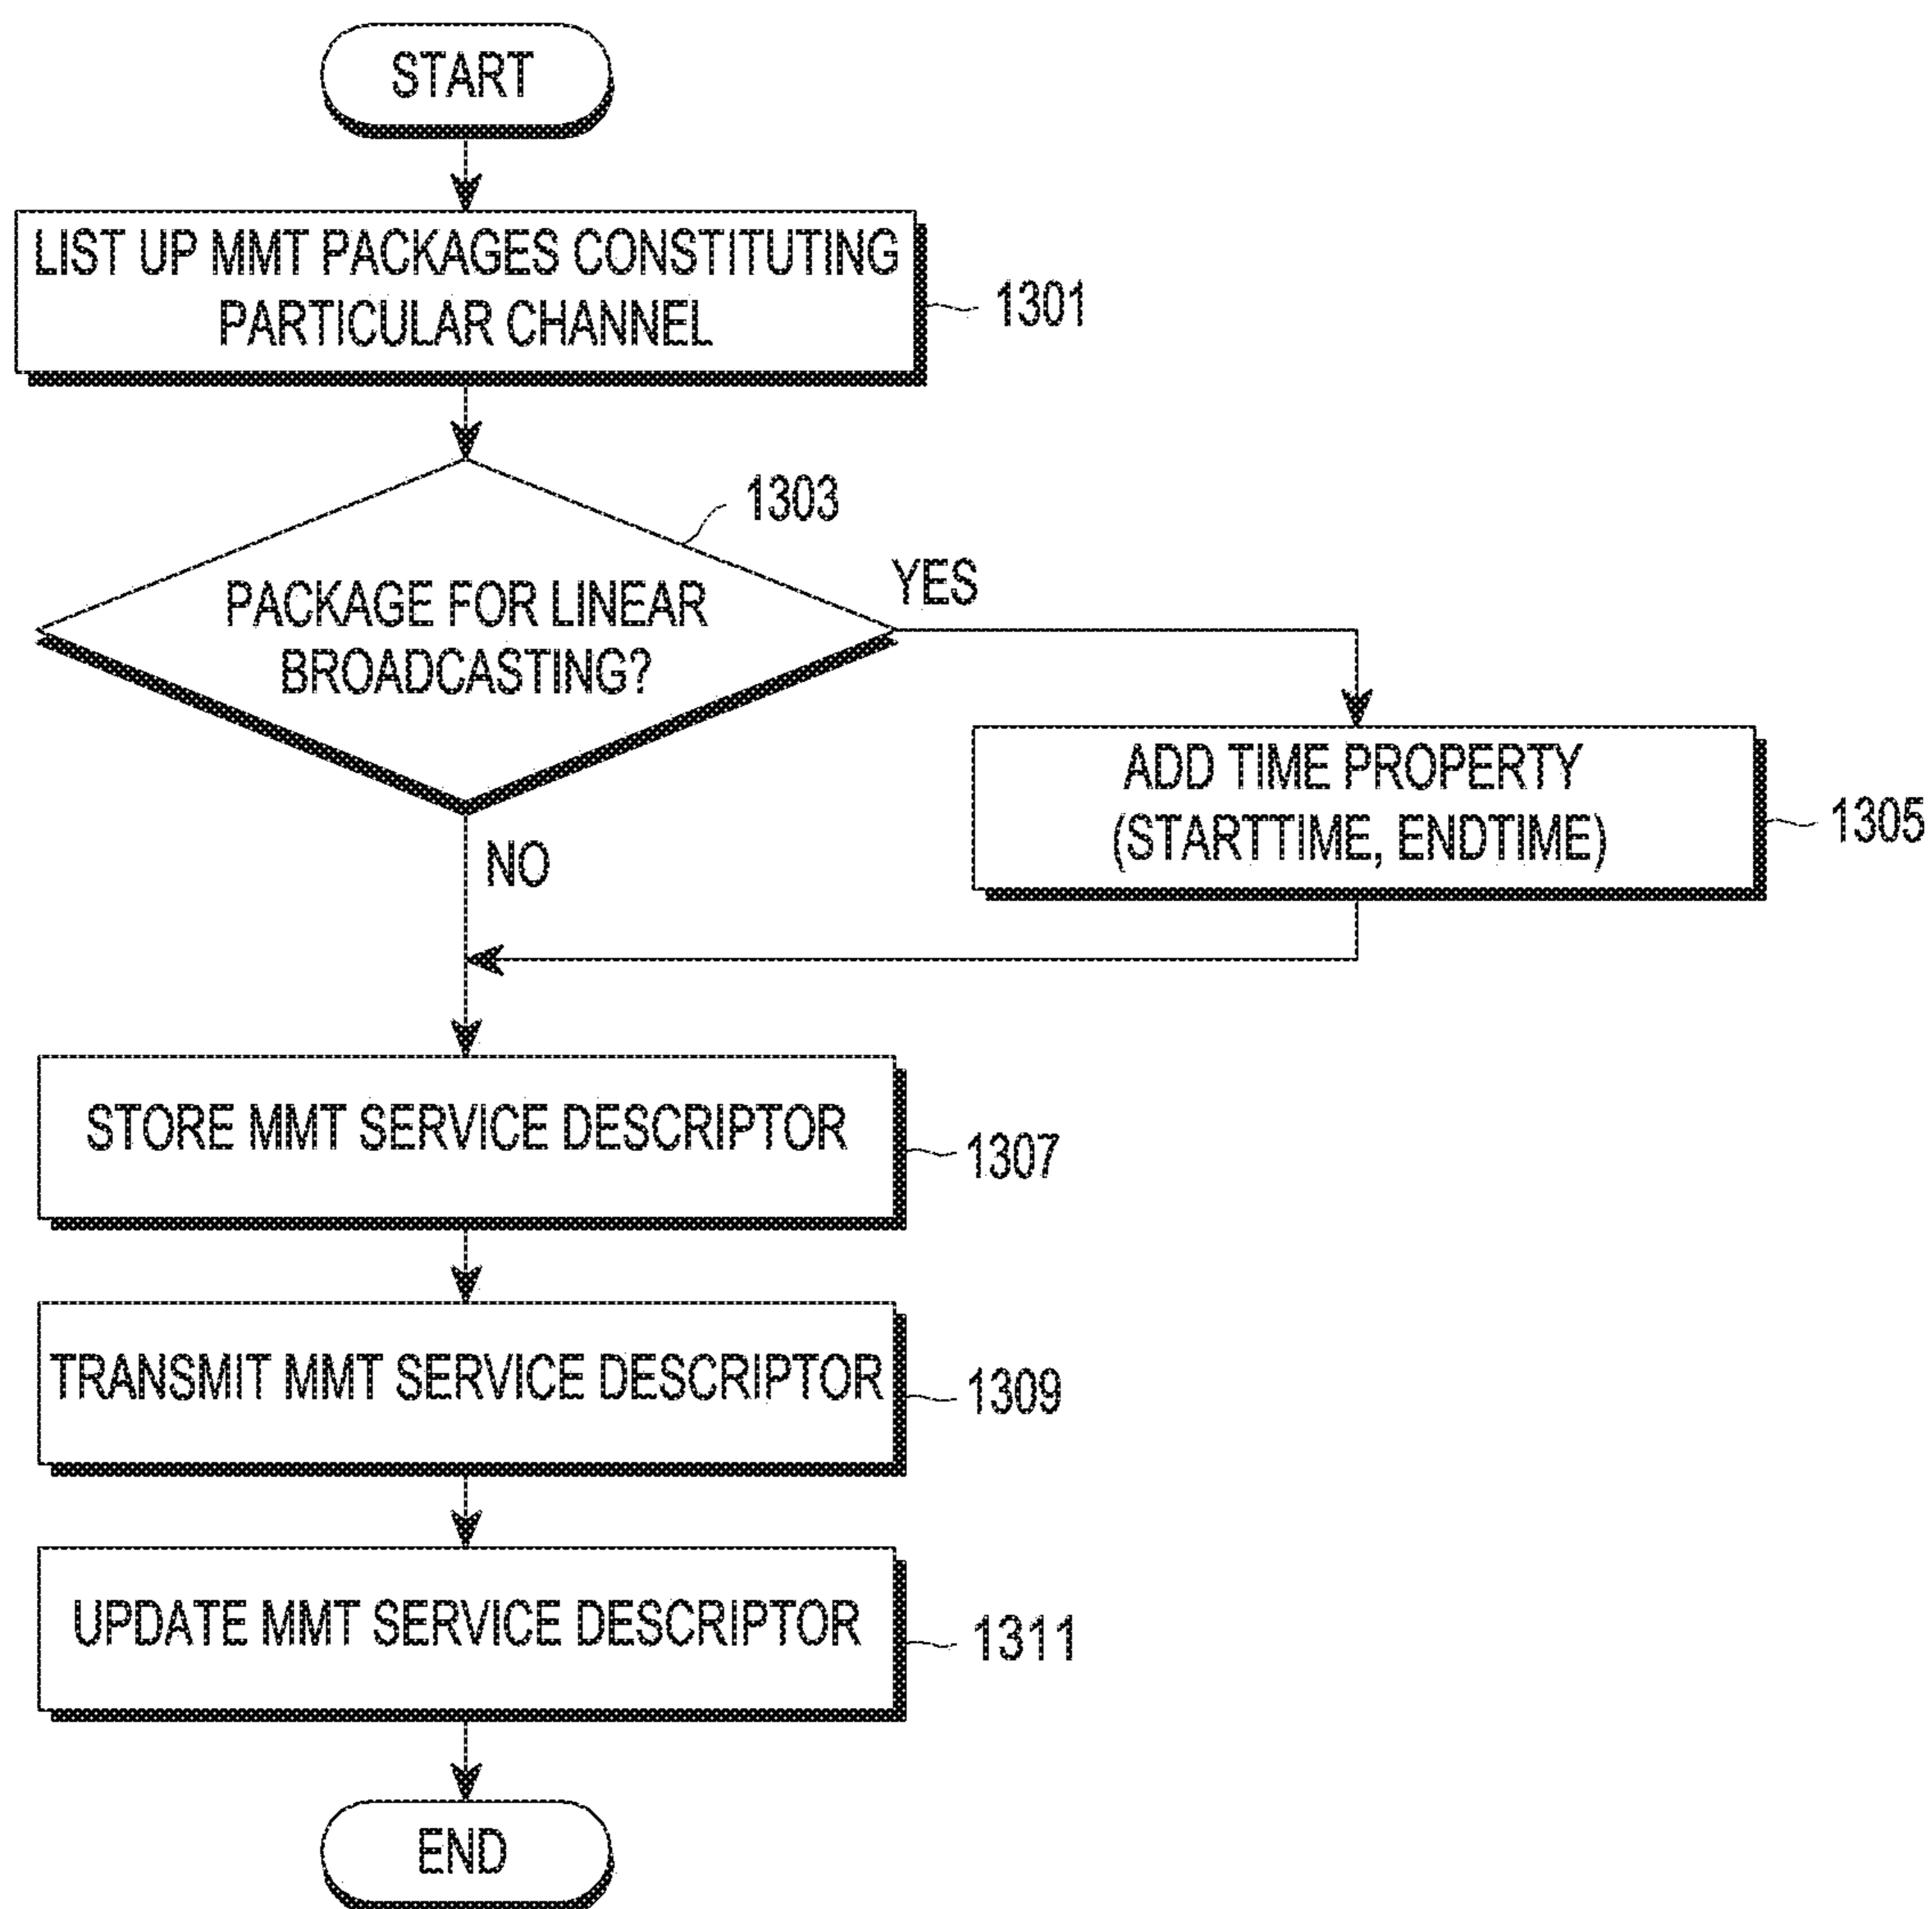 START
LIST UP MMT PACKAGES CONSTITUTING
PARTICULAR CHANNEL
1301
1303
PACKAGE FOR LINEAR
BROADCASTING?
YES
ADD TIME PROPERTY
(STARTTIME, ENDTIME)
1305
NO
STORE MMT SERVICE DESCRIPTOR
1307
TRANSMIT MMT SERVICE DESCRIPTOR
1309
UPDATE MMT SERVICE DESCRIPTOR
1311
END